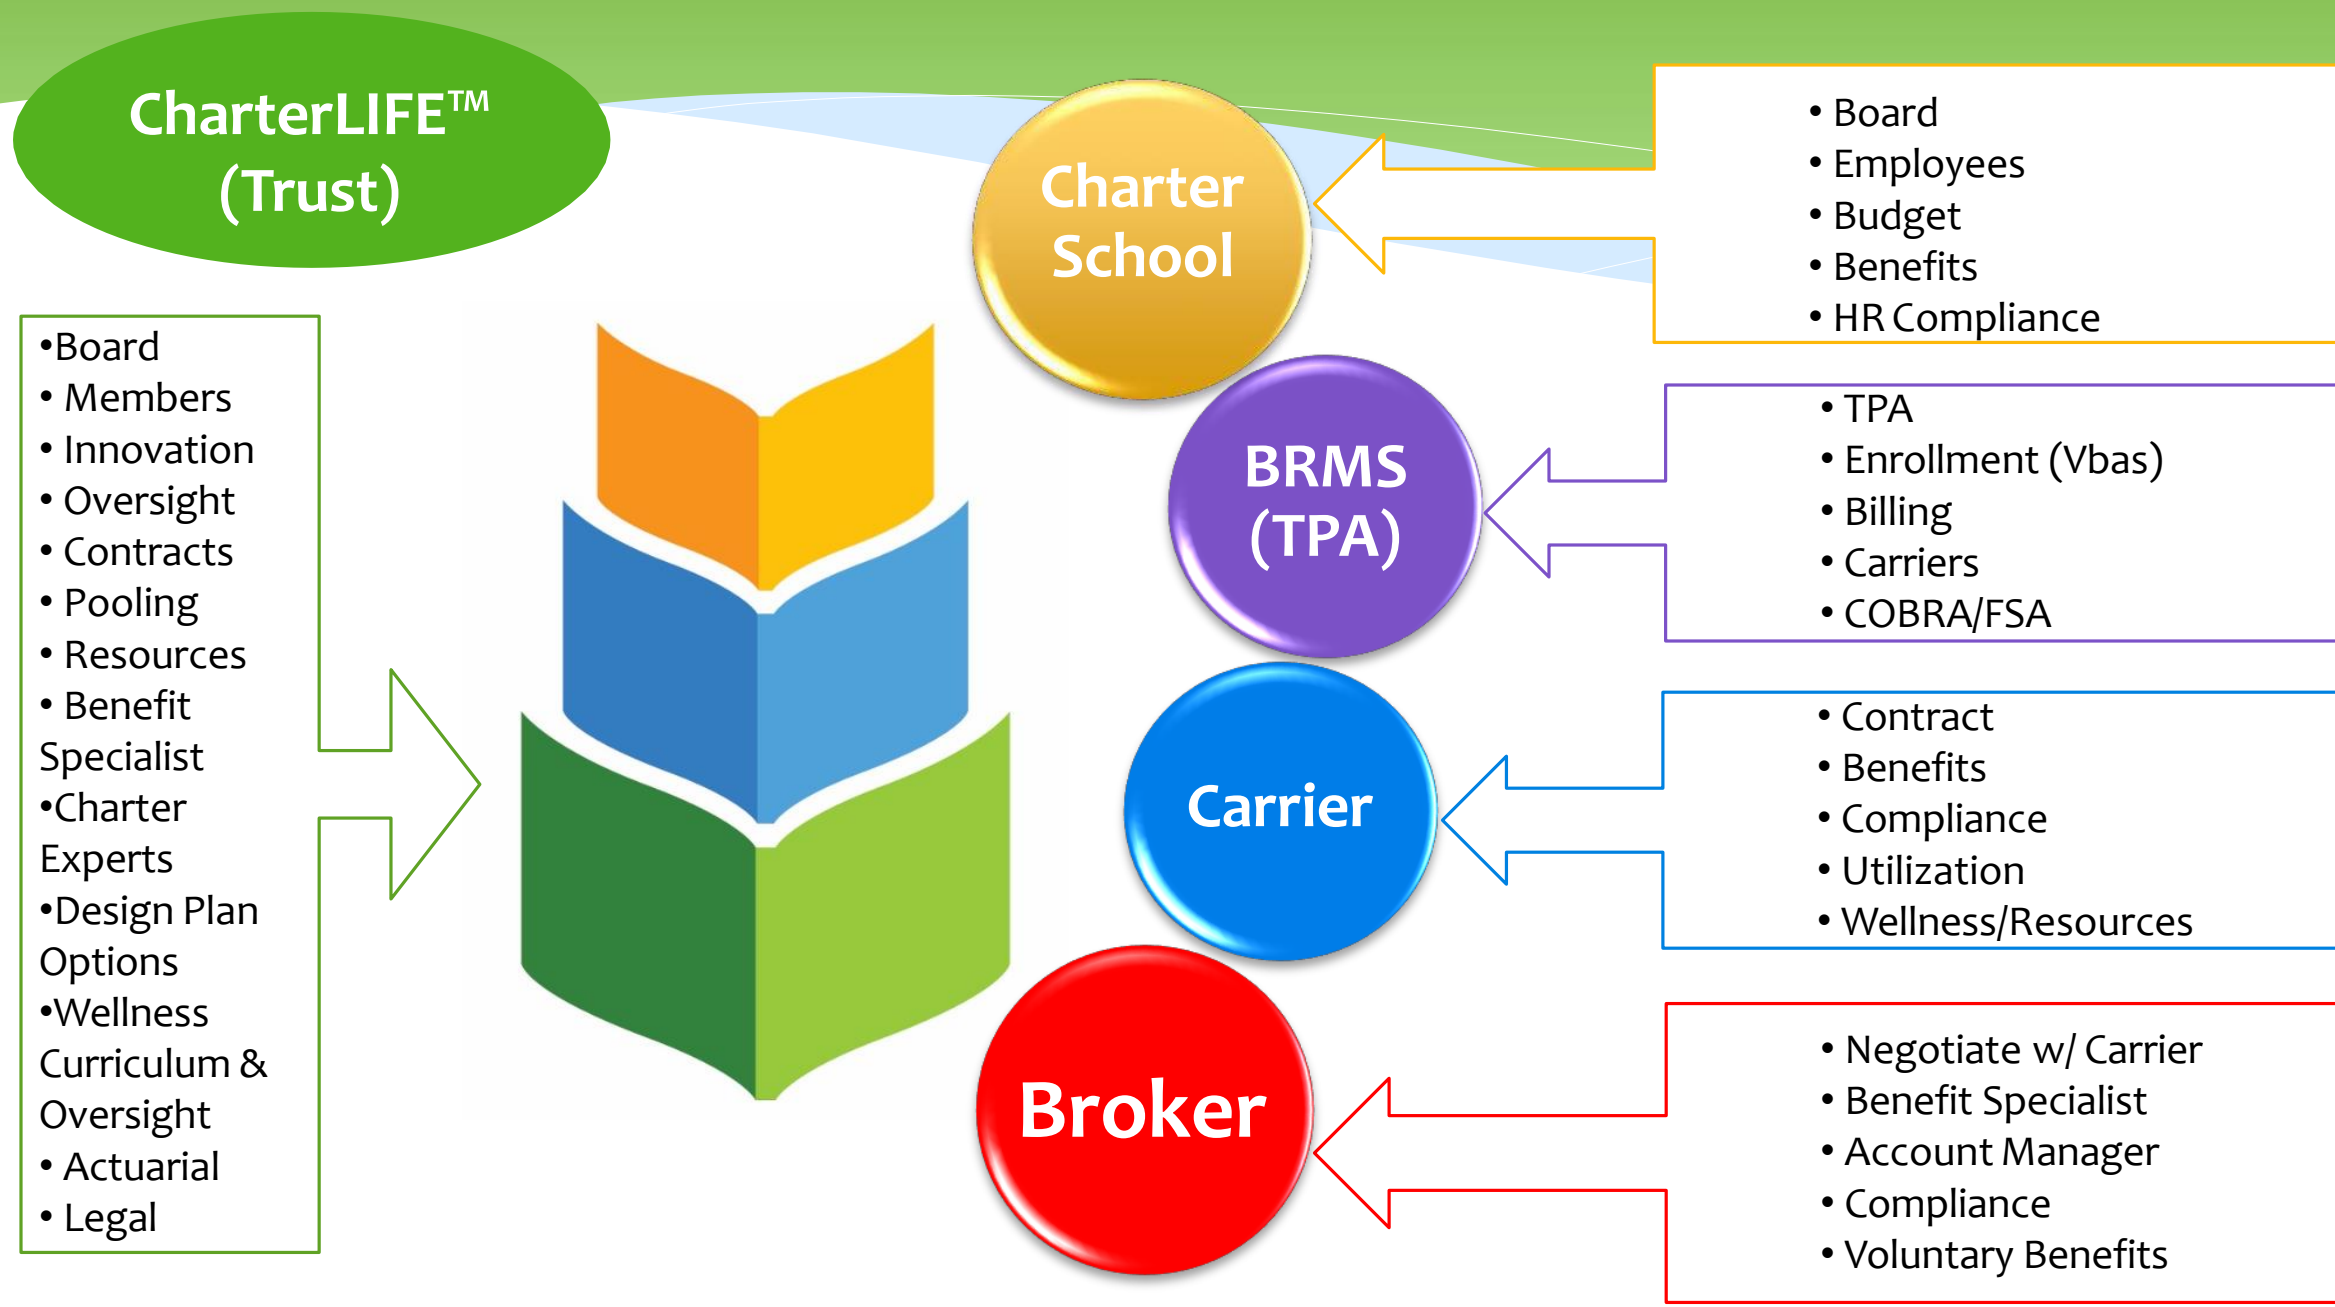 CharterLIFE™
(Trust)
•Board
• Members
• Innovation
• Oversight
• Contracts
• Pooling
• Resources
• Benefit
Specialist
•Charter
Experts
•Design Plan
Options
•Wellness
Curriculum &
Oversight
• Actuarial
• Legal
Charter
School
• Board
• Employees
• Budget
• Benefits
• HR Compliance
BRMS
(TPA)
• TPA
• Enrollment (Vbas)
• Billing
• Carriers
• COBRA/FSA
Carrier
• Contract
• Benefits
• Compliance
• Utilization
• Wellness/Resources
Broker
• Negotiate w/ Carrier
• Benefit Specialist
• Account Manager
• Compliance
• Voluntary Benefits